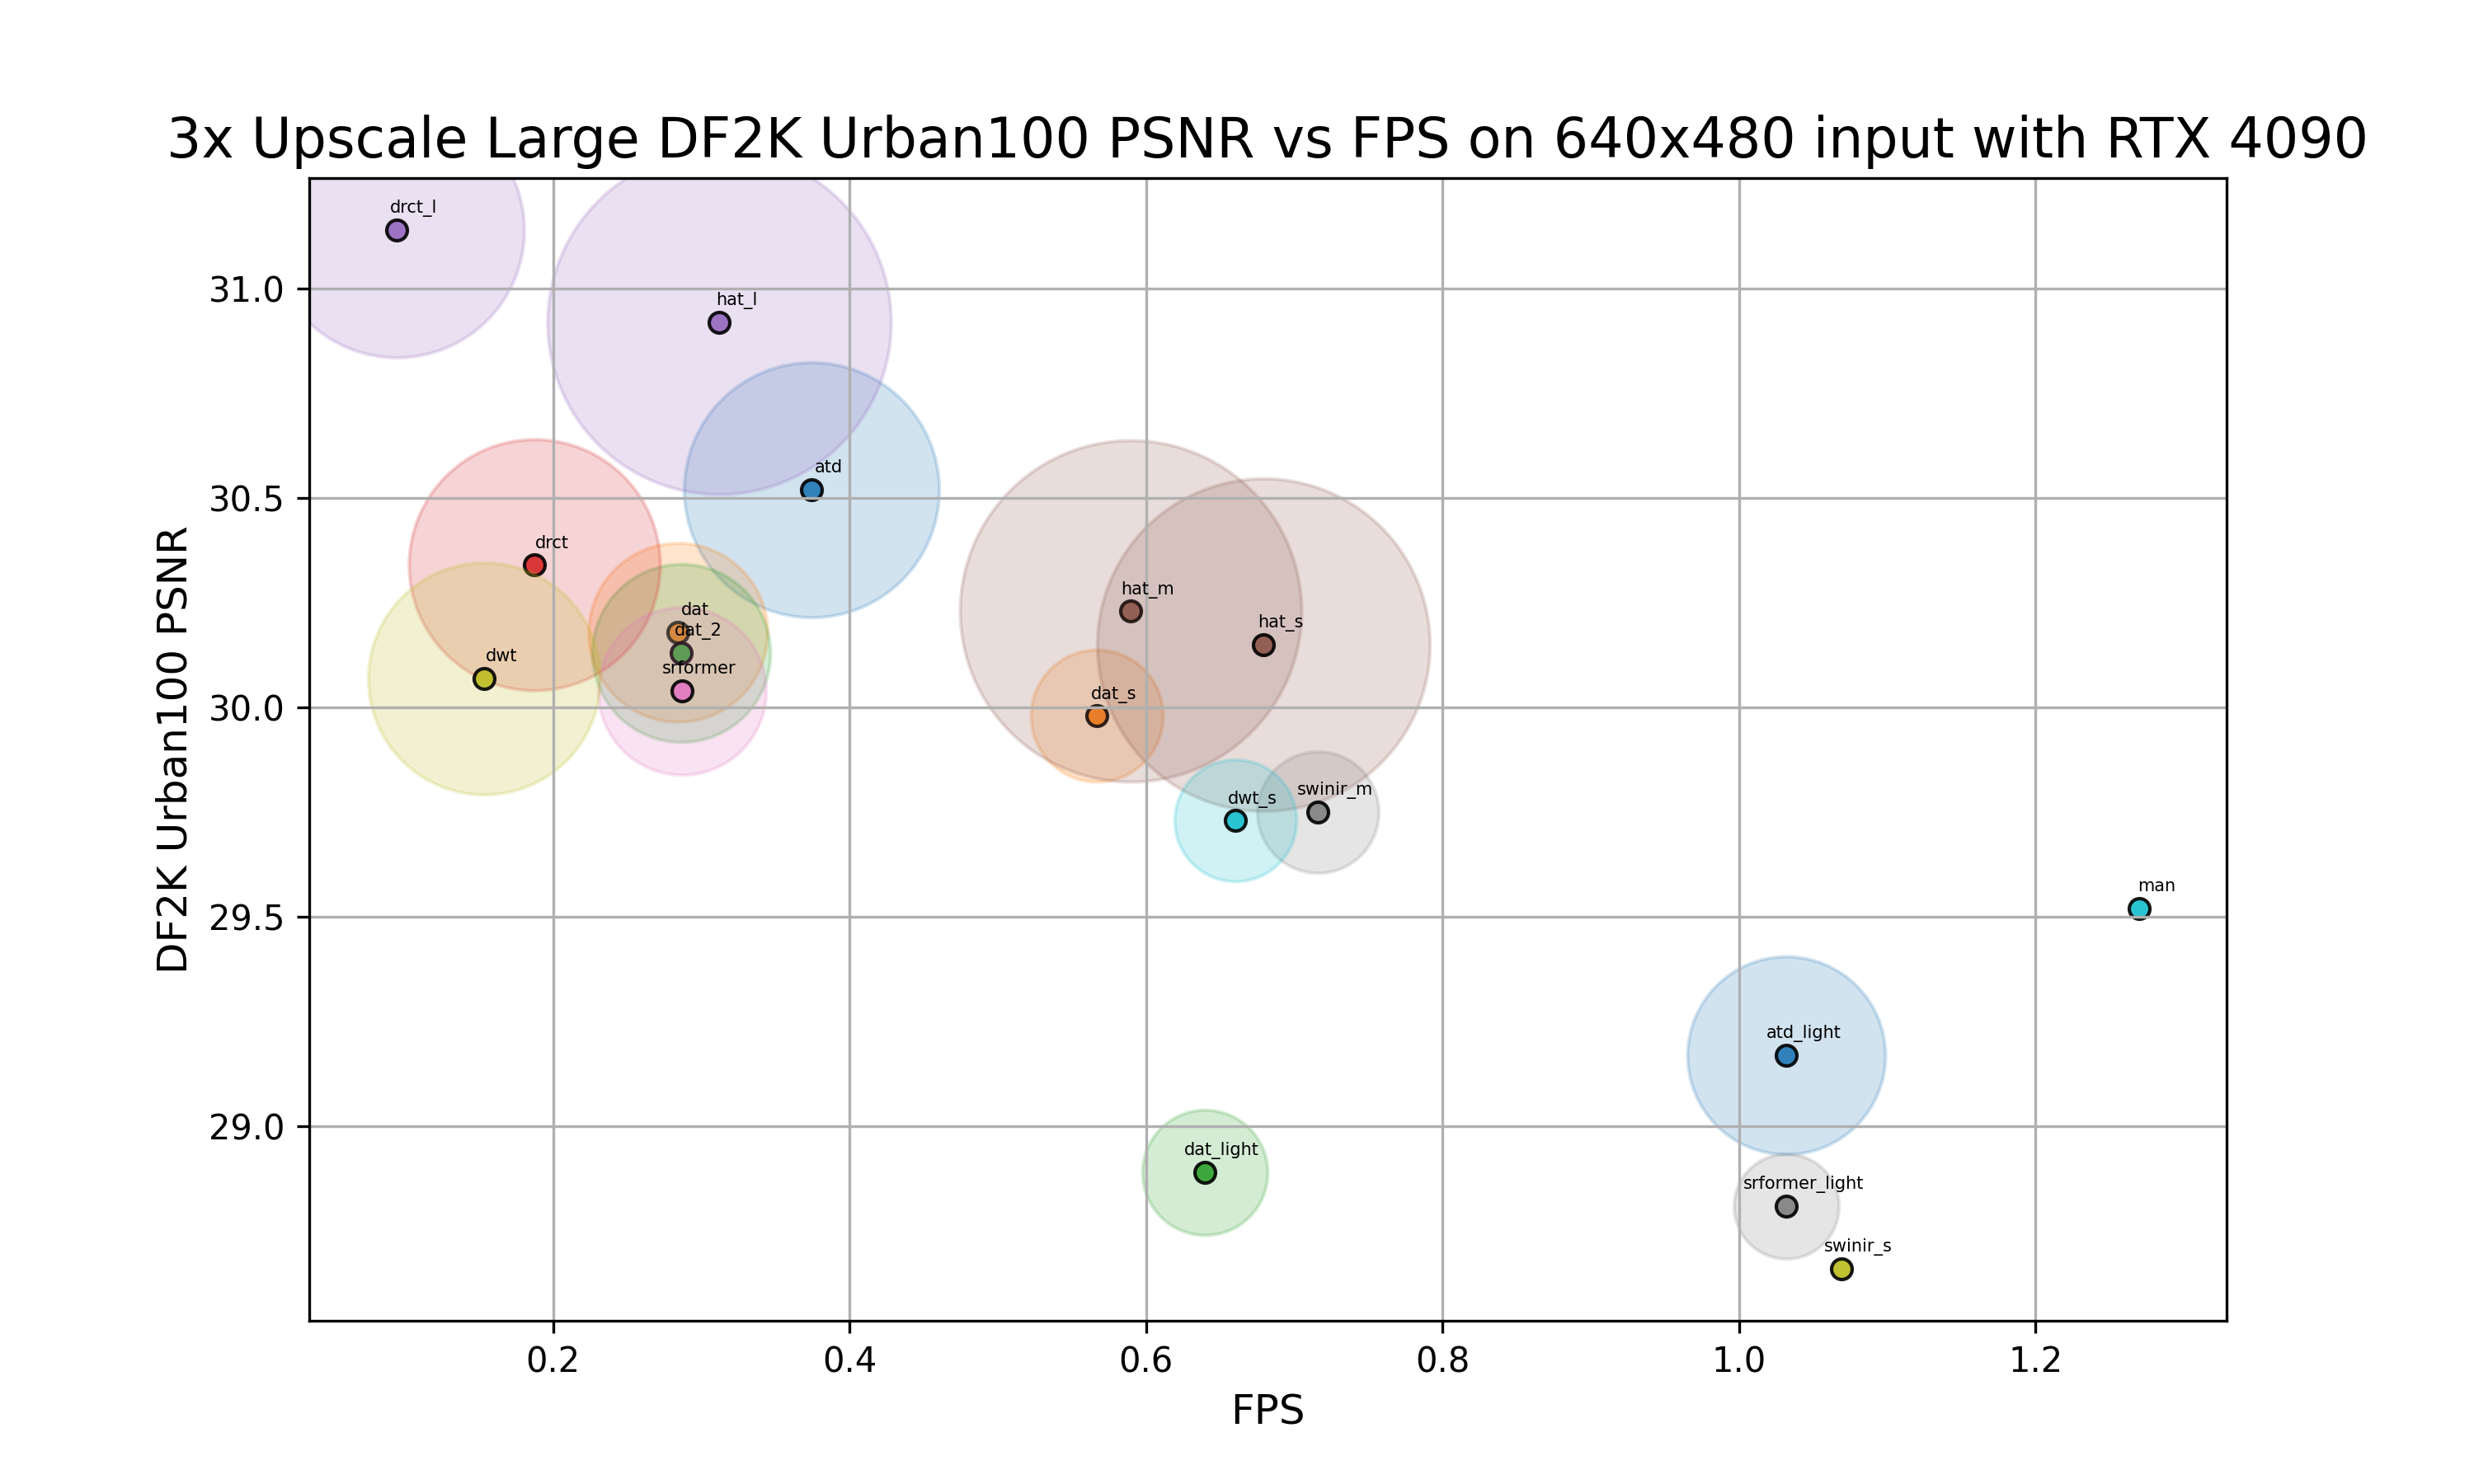 3x Upscale Large DF2K Urban100 PSNR vs FPS on 640x480 input with RTX 4090
DF2K Urban100 PSNR
31.0
30.5
30.0
29.5
29.0
drct_l
hat_l
atd
drct
hat_m
dat
hat_s
dat_2
dwt
srformer
dat_s
swinir_m
dwt_s
man
atd_light
dat_light
srformer_light
swinir_s
0.2
0.4
0.6
0.8
1.0
1.2
FPS